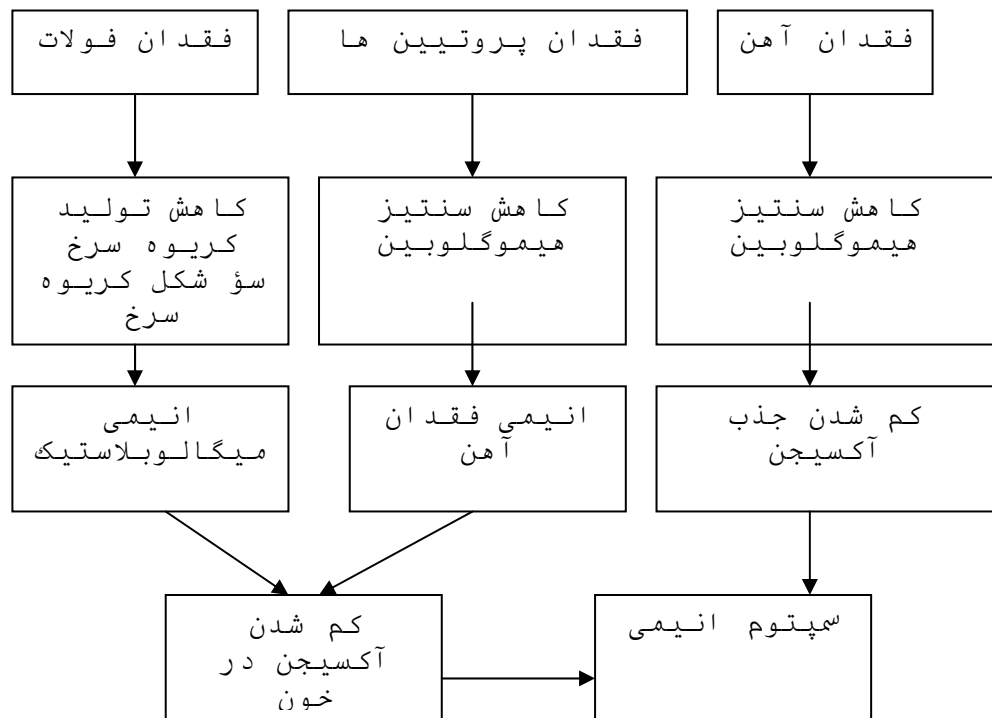 فقدان آهن
فقدان پروتیین ها
فقدان فولات
کاهش سنتیز
هیموگلوبین
کاهش سنتیز
هیموگلوبین
کاهش تولید
کریوه سرخ
سؤ شکل کریوه
سرخ
کم شدن جذب
آکسیجن
انیمی فقدان
آهن
انیمی
میگالوبلاستیک
سمپتوم انیمی
کم شدن
آکسیجن در
خون